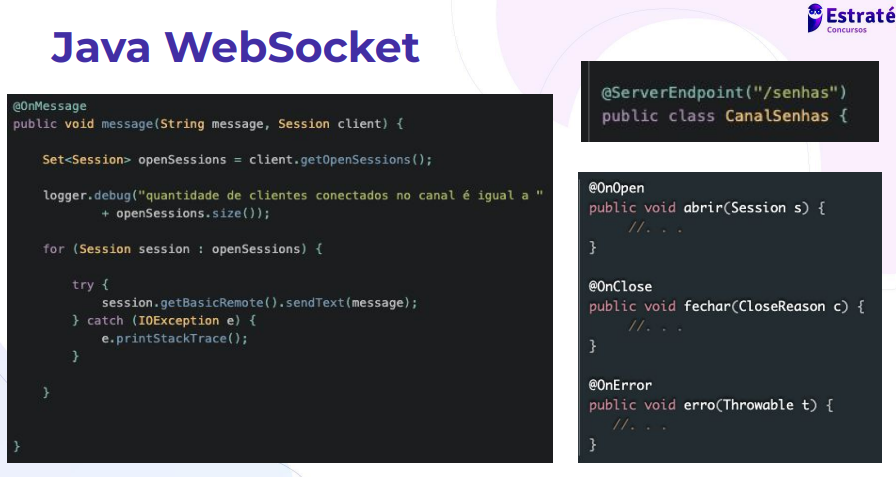 Java WebSocket
Estraté
Concursos
@OnMessage
public void message(String message, Session client) {
Set<Session> openSessions = client.getOpenSessions();
logger.debug("quantidade de clientes conectados no canal é igual a "
+ openSessions.size());
for (Session session : openSessions) {
try {
session.getBasicRemote().sendText(message);
} catch (IOException e) {
e.printStackTrace();
}
}
}
@ServerEndpoint("/senhas")
public class CanalSenhas {
@OnOpen
public void abrir(Session s) {
//. . .
}
@OnClose
public void fechar(CloseReason c) {
//. . .
}
@OnError
public void erro(Throwable t) {
//. . .
}